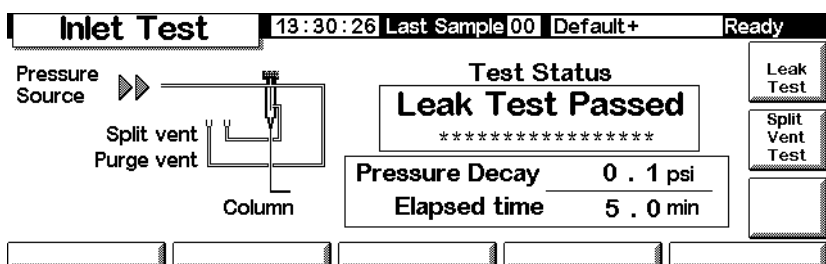 Inlet Test 13:30:26 Last Sample 00 Default+ Ready
Pressure
Source
Split vent
Purge vent
Column
Test Status
Leak Test Passed
*****************
Pressure Decay 0 . 1 psi
Elapsed time 5 . 0 min
Leak
Test
Split
Vent
Test